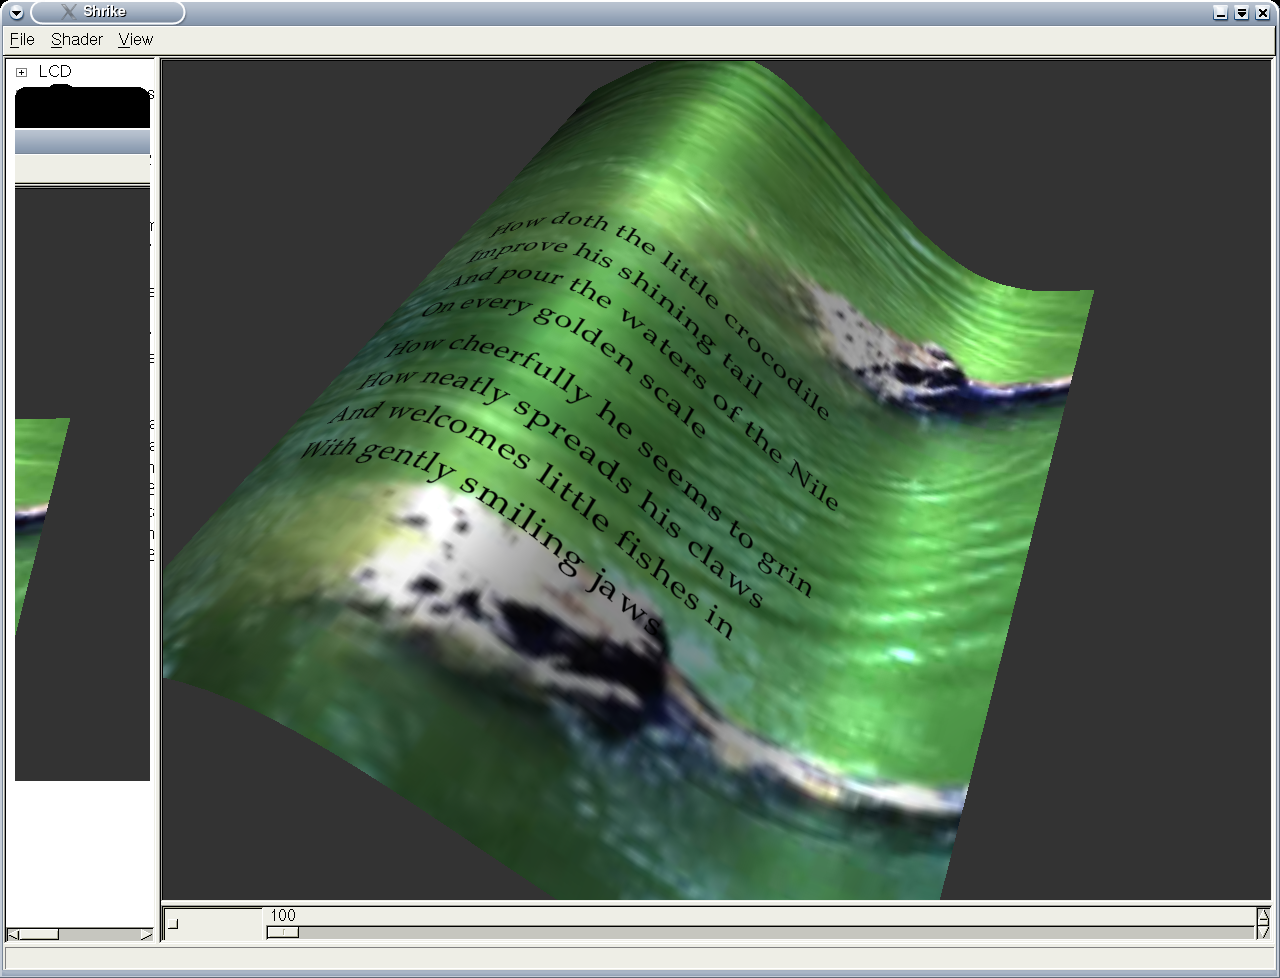 Shrike
File Shader View
LCD
How doth the little crocodile
Improve his shining tail
And pour the waters of the Nile
On every golden scale
How cheerfully he seems to grin
How neatly spreads his claws
And welcomes little fishes in
With gently smiling jaws
100